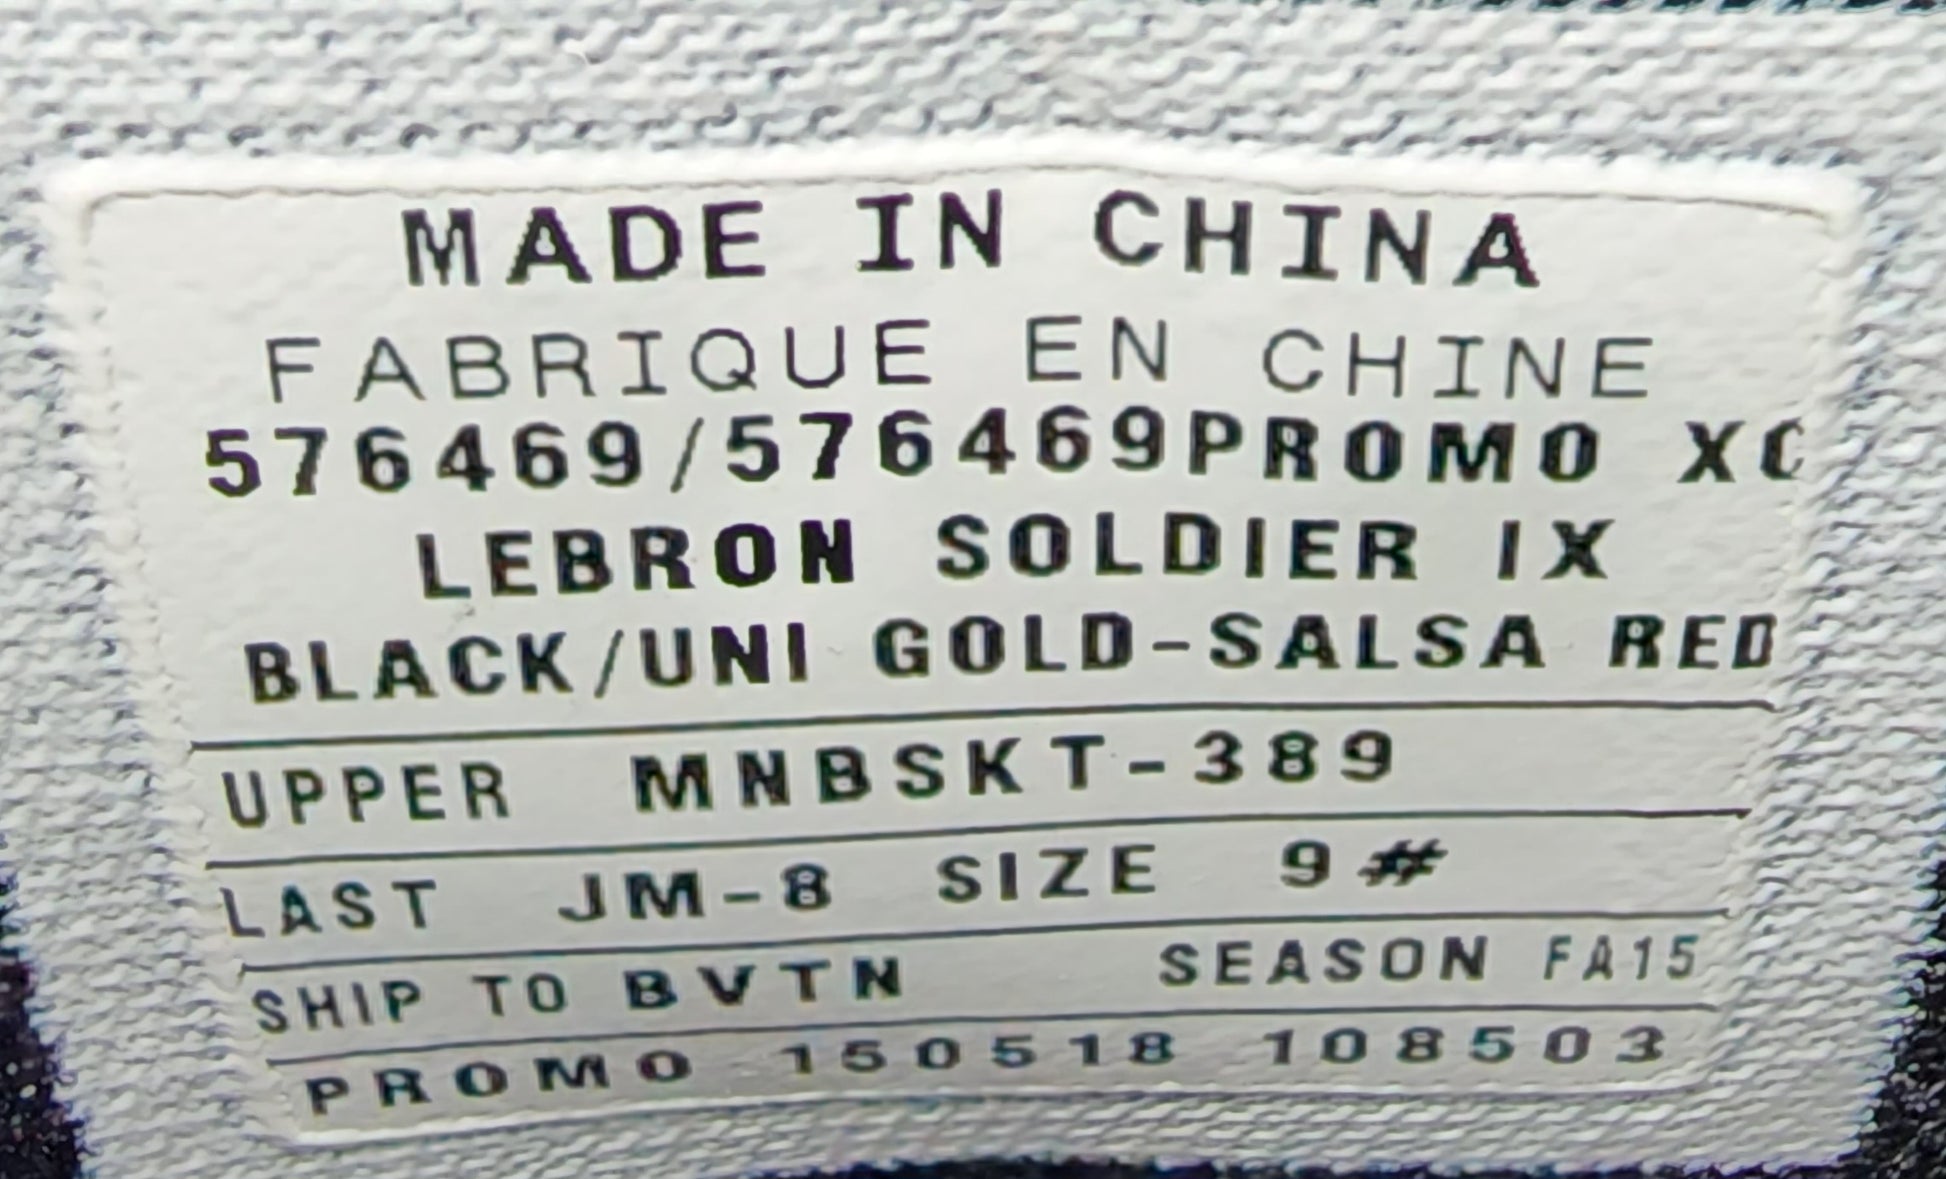 MADE IN CHINA
FABRIQUE EN CHINE
576469/576469PROMO XC
LEBRON SOLDIER IX
BLACK/UNI GOLD-SALSA RED
UPPER MNBSKT-389
LAST JM-8 SIZE 9#
SHIP TO BVTN SEASON FA15
PROMO 150518 108503